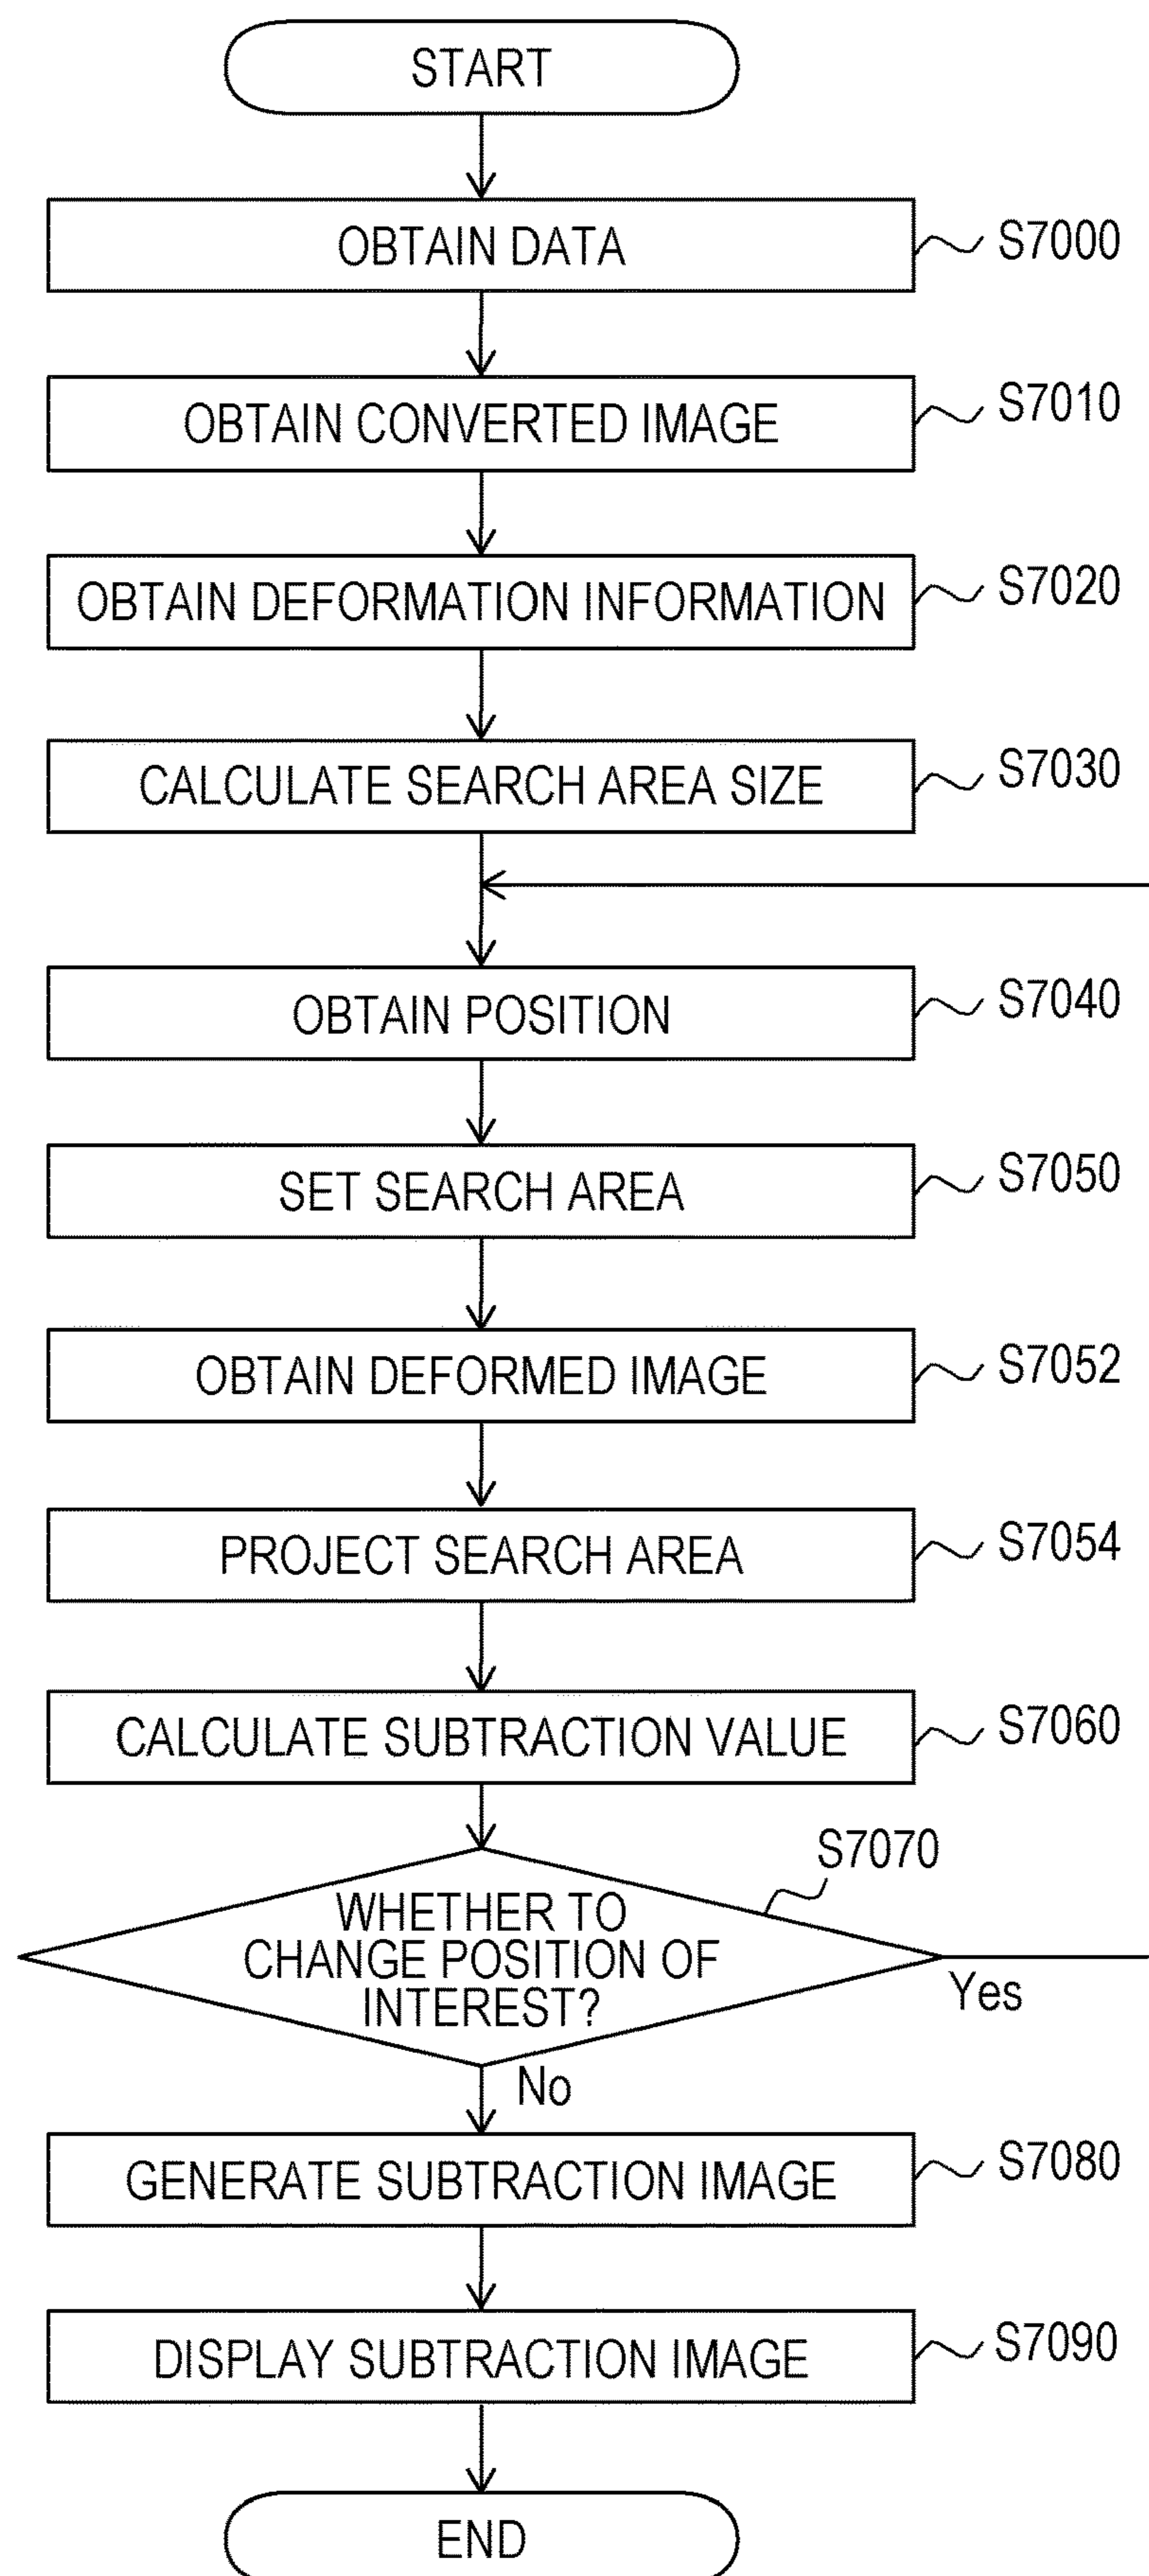 START
OBTAIN DATA
S7000
OBTAIN CONVERTED IMAGE
S7010
OBTAIN DEFORMATION INFORMATION
S7020
CALCULATE SEARCH AREA SIZE
S7030
OBTAIN POSITION
S7040
SET SEARCH AREA
S7050
OBTAIN DEFORMED IMAGE
S7052
PROJECT SEARCH AREA
S7054
CALCULATE SUBTRACTION VALUE
S7060
S7070
WHETHER TO
CHANGE POSITION OF
INTEREST?
Yes
No
GENERATE SUBTRACTION IMAGE
S7080
DISPLAY SUBTRACTION IMAGE
S7090
END